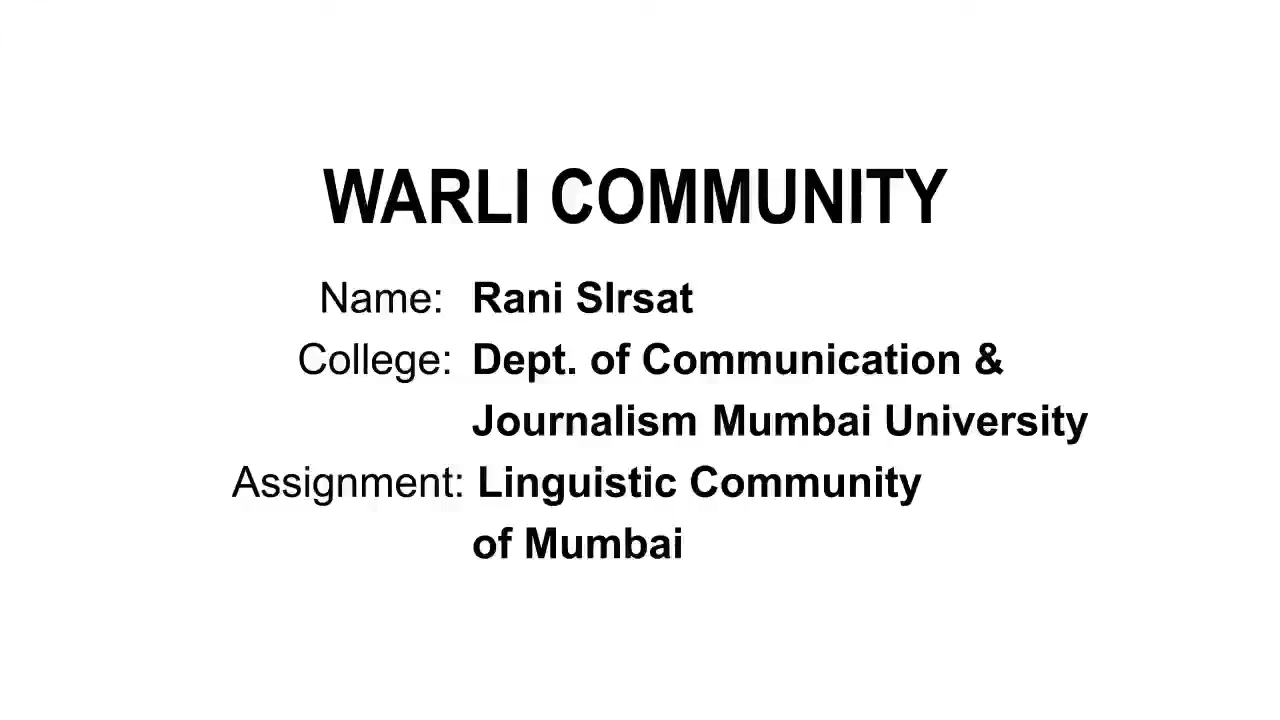 WARLI COMMUNITY
Name: Rani SIrsat
College: Dept. of Communication &
Journalism Mumbai University
Assignment: Linguistic Community
of Mumbai